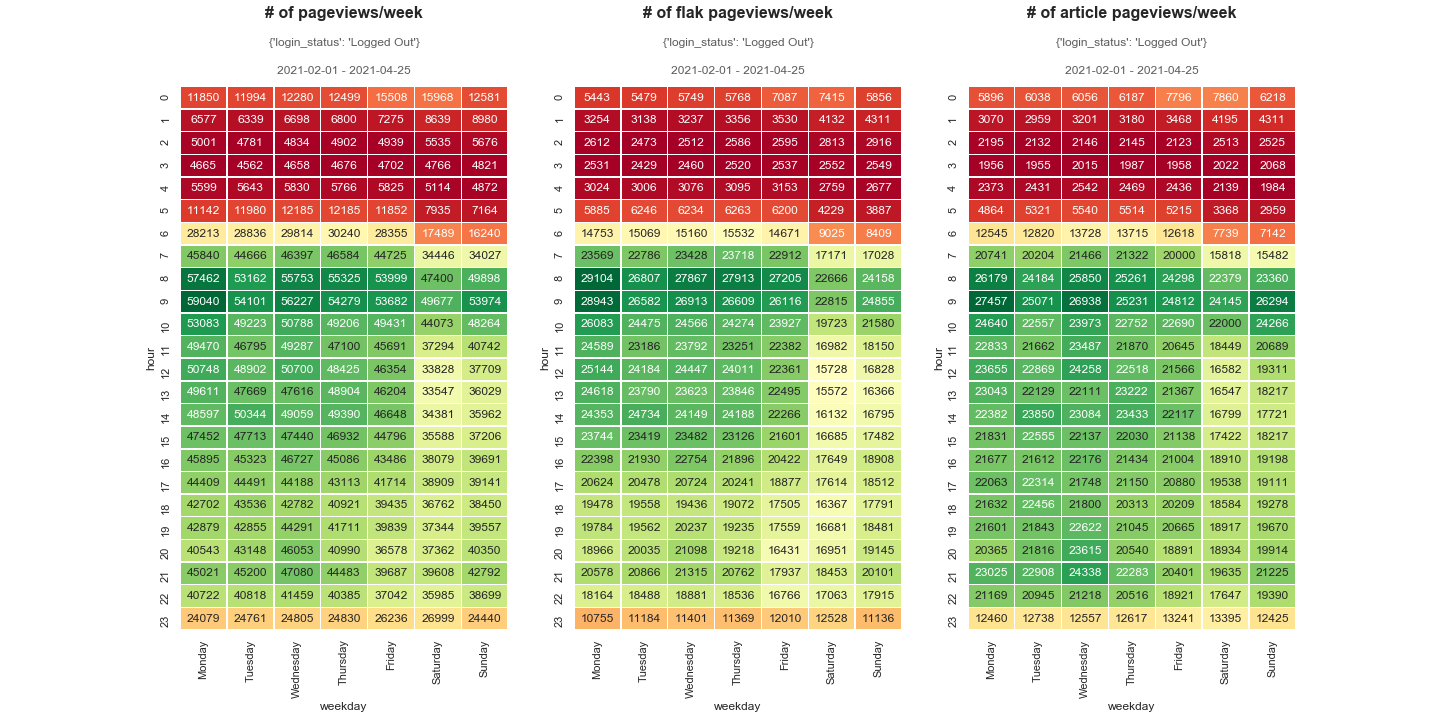 # of pageviews/week
{'login_status': 'Logged Out'}
2021-02-01 - 2021-04-25
hour
0 11850 11994 12280 12499 15508 15968 12581
1 6577 6339 6698 6800 7275 8639 8980
2 5001 4781 4834 4902 4939 5535 5676
3 4665 4562 4658 4676 4702 4766 4821
4 5599 5643 5830 5766 5825 5114 4872
5 11142 11980 12185 12185 11852 7935 7164
6 28213 28836 29814 30240 28355 17489 16240
7 45840 44666 46397 46584 44725 34446 34027
8 57462 53162 55753 55325 53999 47400 49898
9 59040 54101 56227 54279 53682 49677 53974
10 53083 49223 50788 49206 49431 44073 48264
11 49470 46795 49287 47100 45691 37294 40742
12 50748 48902 50700 48425 46354 33828 37709
13 49611 47669 47616 48904 46204 33547 36029
14 48597 50344 49059 49390 46648 34381 35962
15 47452 47713 47440 46932 44796 35588 37206
16 45895 45323 46727 45086 43486 38079 39691
17 44409 44491 44188 43113 41714 38909 39141
18 42702 43536 42782 40921 39435 36762 38450
19 42879 42855 44291 41711 39839 37344 39557
20 40543 43148 46053 40990 36578 37362 40350
21 45021 45200 47080 44483 39687 39608 42792
22 40722 40818 41459 40385 37042 35985 38699
23 24079 24761 24805 24830 26236 26999 24440
Monday Tuesday Wednesday Thursday Friday Saturday Sunday
weekday
# of flak pageviews/week
{'login_status': 'Logged Out'}
2021-02-01 - 2021-04-25
hour
0 5443 5479 5749 5768 7087 7415 5856
1 3254 3138 3237 3356 3530 4132 4311
2 2612 2473 2512 2586 2595 2813 2916
3 2531 2429 2460 2520 2537 2552 2549
4 3024 3006 3076 3095 3153 2759 2677
5 5885 6246 6234 6263 6200 4229 3887
6 14753 15069 15160 15532 14671 9025 8409
7 23569 22786 23428 23718 22912 17171 17028
8 29104 26807 27867 27913 27205 22666 24158
9 28943 26582 26913 26609 26116 22815 24855
10 26083 24475 24566 24274 23927 19723 21580
11 24589 23186 23792 23251 22382 16982 18150
12 25144 24184 24447 24011 22361 15728 16828
13 24618 23790 23623 23846 22495 15572 16366
14 24353 24734 24149 24188 22266 16132 16795
15 23744 23419 23482 23126 21601 16685 17482
16 22398 21930 22754 21896 20422 17649 18908
17 20624 20478 20724 20241 18877 17614 18512
18 19478 19558 19436 19072 17505 16367 17791
19 19784 19562 20237 19235 17559 16681 18481
20 18966 20035 21098 19218 16431 16951 19145
21 20578 20866 21315 20762 17937 18453 20101
22 18164 18488 18881 18536 16766 17063 17915
23 10755 11184 11401 11369 12010 12528 11136
Monday Tuesday Wednesday Thursday Friday Saturday Sunday
weekday
# of article pageviews/week
{'login_status': 'Logged Out'}
2021-02-01 - 2021-04-25
hour
0 5896 6038 6056 6187 7796 7860 6218
1 3070 2959 3201 3180 3468 4195 4311
2 2195 2132 2146 2145 2123 2513 2525
3 1956 1955 2015 1987 1958 2022 2068
4 2373 2431 2542 2469 2436 2139 1984
5 4864 5321 5540 5514 5215 3368 2959
6 12545 12820 13728 13715 12618 7739 7142
7 20741 20204 21466 21322 20000 15818 15482
8 26179 24184 25850 25261 24298 22379 23360
9 27457 25071 26938 25231 24812 24145 26294
10 24640 22557 23973 22752 22690 22000 24266
11 22833 21662 23487 21870 20645 18449 20689
12 23655 22869 24258 22518 21566 16582 19311
13 23043 22129 22111 23222 21367 16547 18217
14 22382 23850 23084 23433 22117 16799 17721
15 21831 22555 22137 22030 21138 17422 18217
16 21677 21612 22176 21434 21004 18910 19198
17 22063 22314 21748 21150 20880 19538 19111
18 21632 22456 21800 20313 20209 18584 19278
19 21601 21843 22622 21045 20665 18917 19670
20 20365 21816 23615 20540 18891 18934 19914
21 23025 22908 24338 22283 20401 19635 21225
22 21169 20945 21218 20516 18921 17647 19390
23 12460 12738 12557 12617 13241 13395 12425
Monday Tuesday Wednesday Thursday Friday Saturday Sunday
weekday